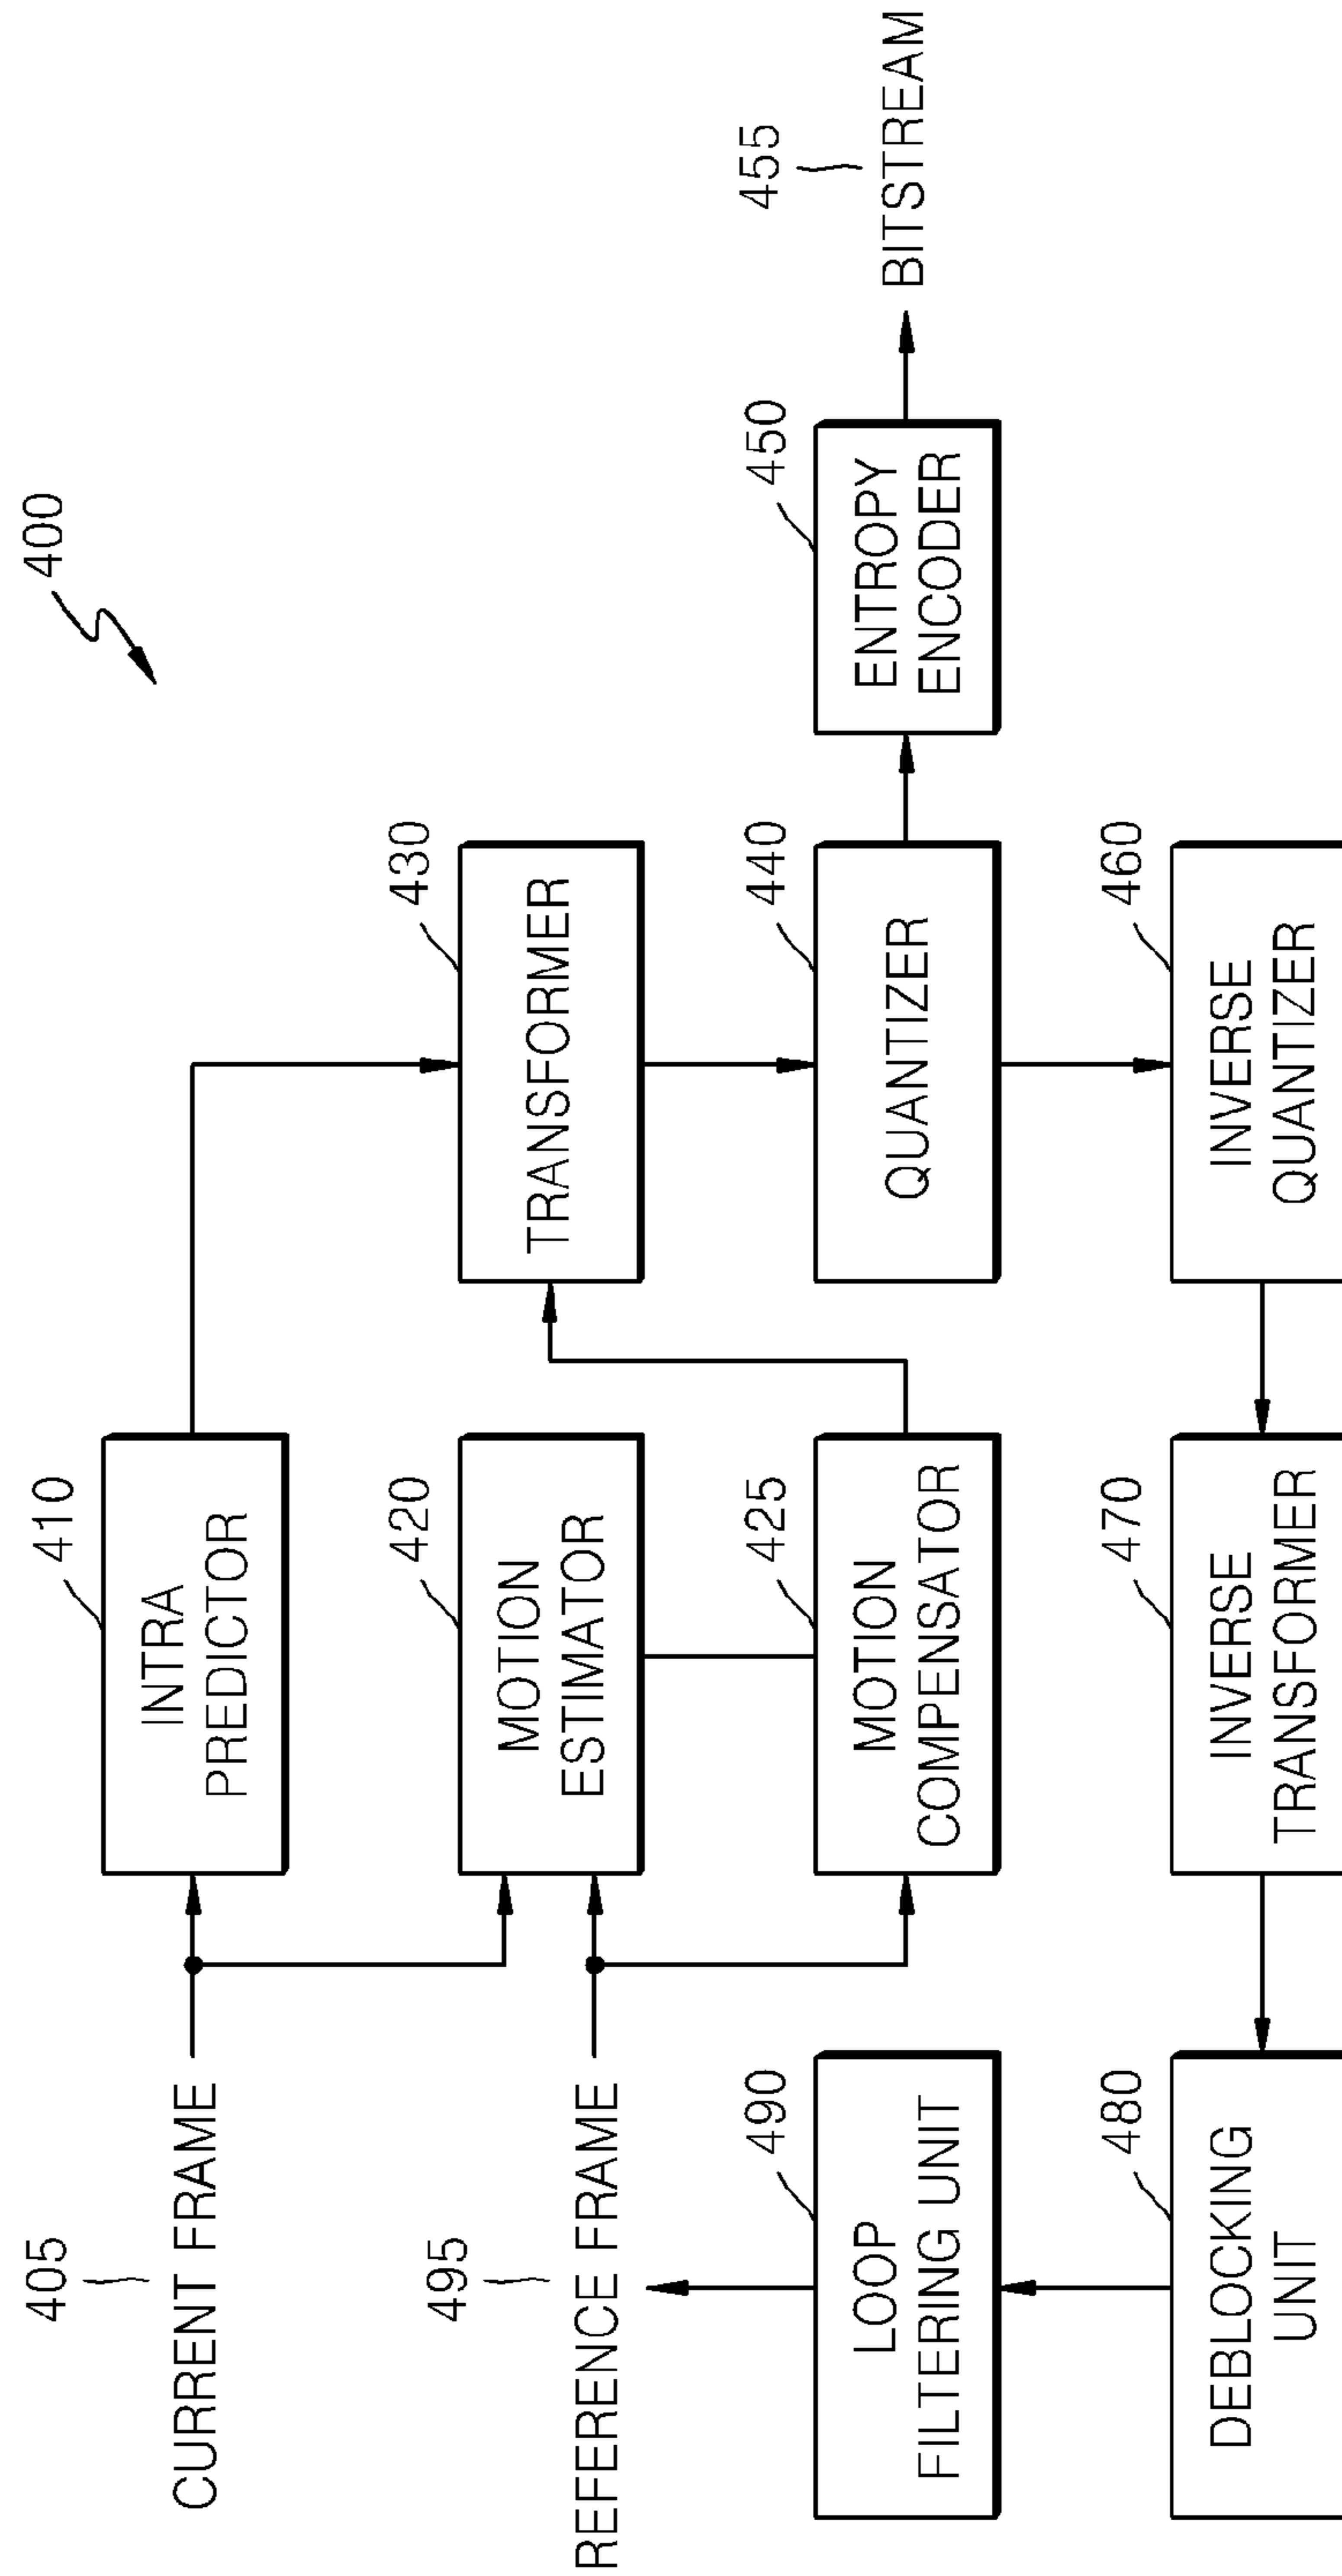 400
405
CURRENT FRAME
410
INTRA
PREDICTOR
495
REFERENCE FRAME
420
MOTION
ESTIMATOR
430
TRANSFORMER
490
LOOP
FILTERING UNIT
425
MOTION
COMPENSATOR
440
QUANTIZER
450
ENTROPY
ENCODER
455
BITSTREAM
480
DEBLOCKING
UNIT
470
INVERSE
TRANSFORMER
460
INVERSE
QUANTIZER